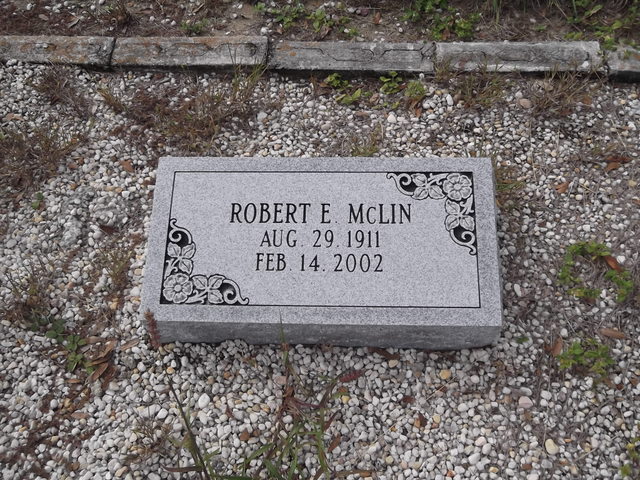 ROBERT E. McLIN
AUG. 29, 1911
FEB. 14, 2002